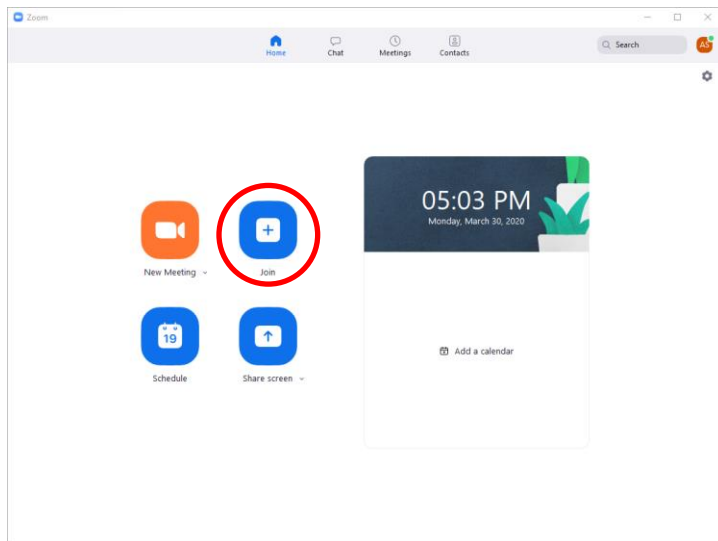 Zoom
Home
Chat
Meetings
Contacts
Search
AS
05:03 PM
Monday, March 30, 2020
New Meeting
Join
19
Schedule
Share screen
Add a calendar